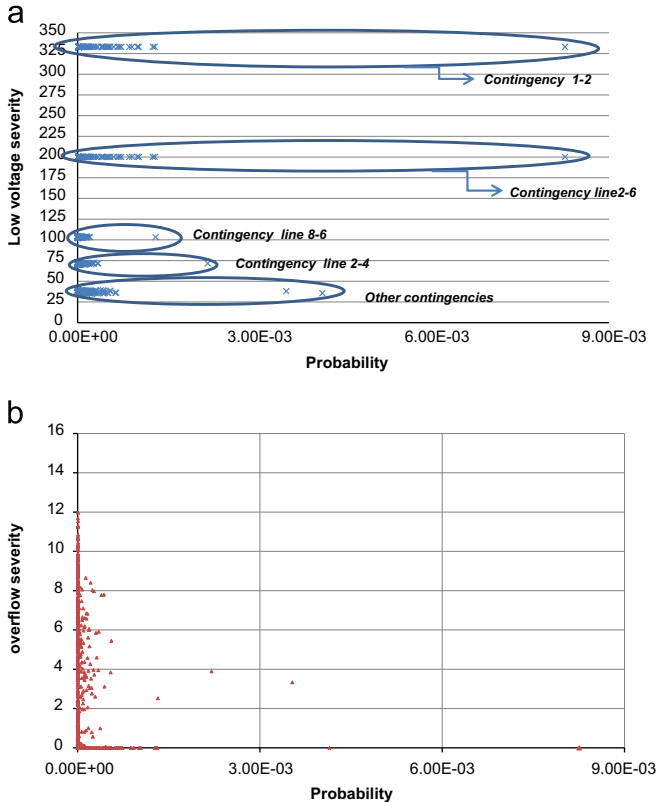 a
350
325
300
275
250
225
200
175
150
125
100
75
50
25
0
Low voltage severity
Contingency 1-2
Contingency line2-6
Contingency line 8-6
Contingency line 2-4
Other contingencies
0.00E+00 3.00E-03 6.00E-03 9.00E-03
Probability
b
16
14
12
10
8
6
4
2
0
overflow severity
0.00E+00 3.00E-03 6.00E-03 9.00E-03
Probability